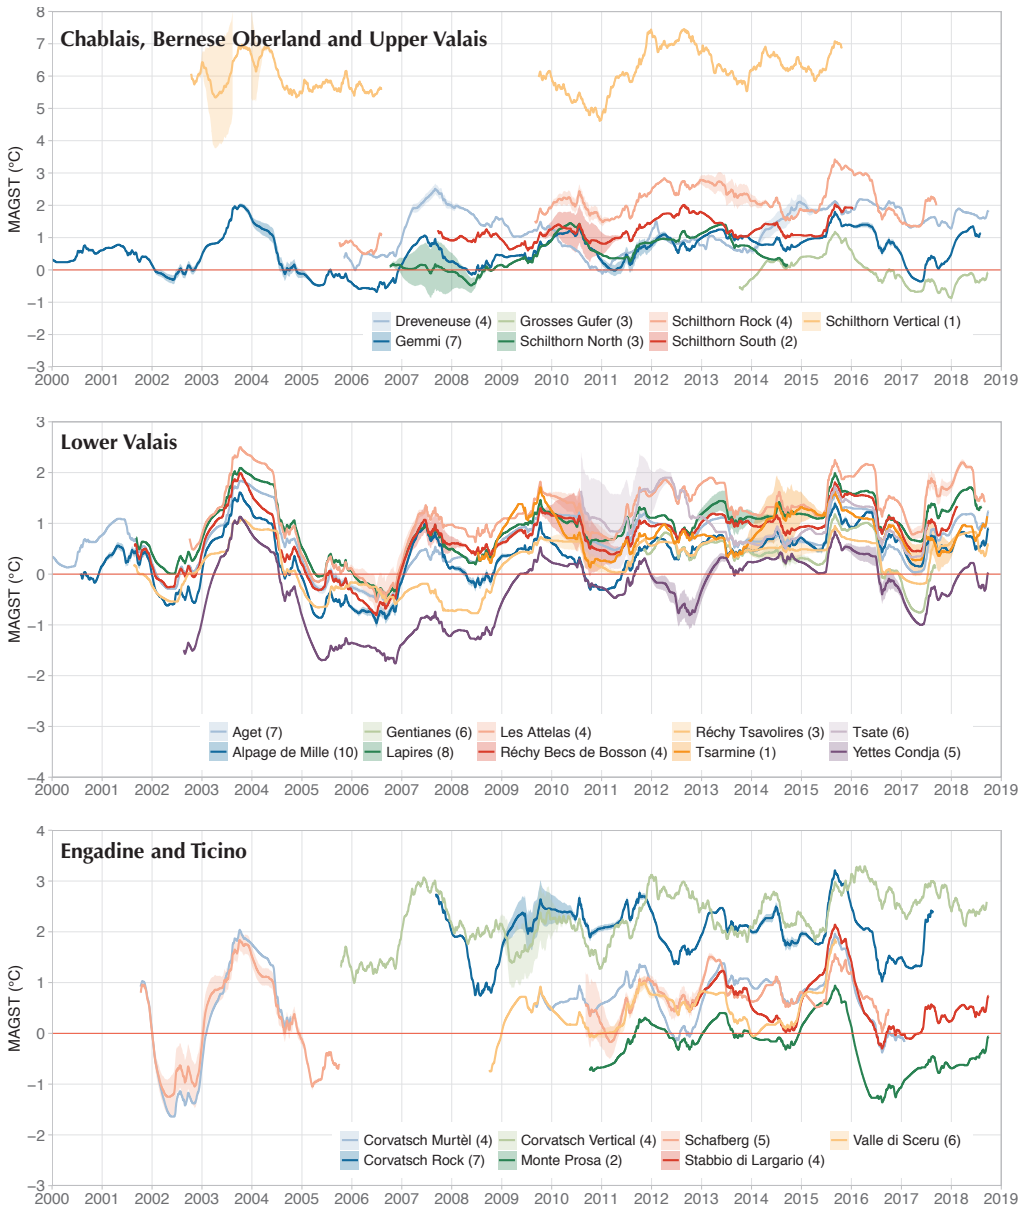 8
Chablais, Bernese Oberland and Upper Valais
7
6
5
4
MAGST (°C)
3
2
1
0
−1
Dreveneuse (4) Grosses Gufer (3) Schilthorn Rock (4) Schilthorn Vertical (1)
−2
Gemmi (7) Schilthorn North (3) Schilthorn South (2)
−3
2000 2001 2002 2003 2004 2005 2006 2007 2008 2009 2010 2011 2012 2013 2014 2015 2016 2017 2018 2019
3
Lower Valais
2
1
MAGST (°C)
0
−1
−2
−3
Aget (7) Gentianes (6) Les Attelas (4) Réchy Tsavolires (3) Tsate (6)
Alpage de Mille (10) Lapires (8) Réchy Becs de Bosson (4) Tsarmine (1) Yettes Condja (5)
−4
2000 2001 2002 2003 2004 2005 2006 2007 2008 2009 2010 2011 2012 2013 2014 2015 2016 2017 2018 2019
4
Engadine and Ticino
3
2
1
MAGST (°C)
0
−1
−2
Corvatsch Murtèl (4) Corvatsch Vertical (4) Schafberg (5) Valle di Sceru (6)
Corvatsch Rock (7) Monte Prosa (2) Stabbio di Largario (4)
−3
2000 2001 2002 2003 2004 2005 2006 2007 2008 2009 2010 2011 2012 2013 2014 2015 2016 2017 2018 2019